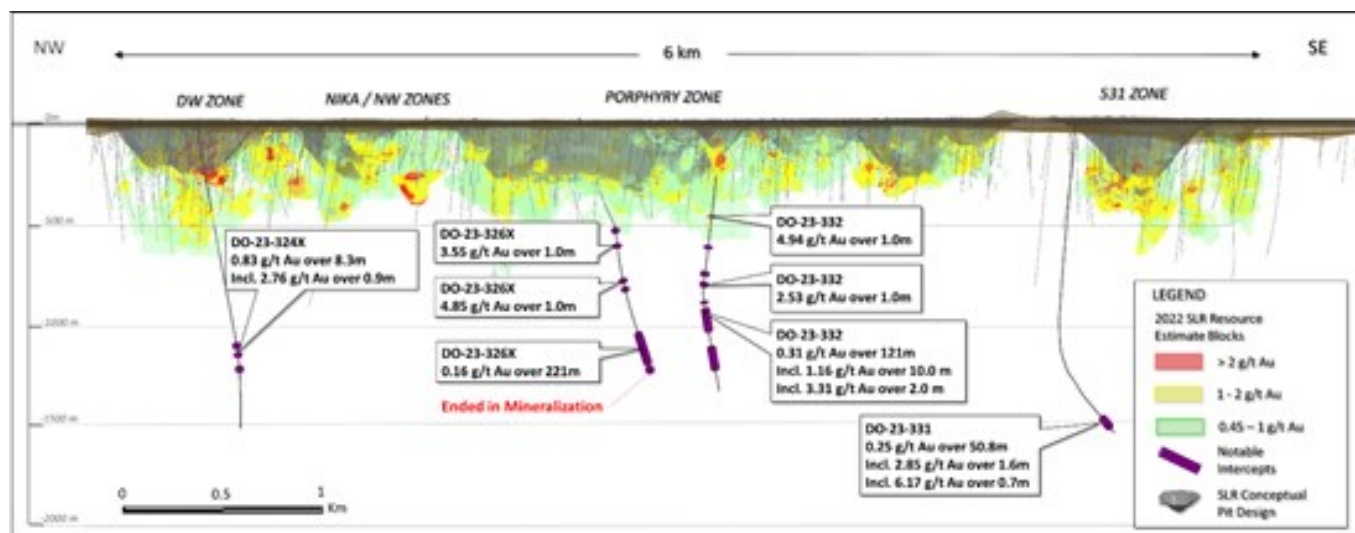 NW
6 km
SE
DW ZONE
NIKA / NW ZONES
PORPHYRY ZONE
531 ZONE
0m
-500 m
-1000 m
-1500 m
-2000 m
DO-23-324X
0.83 g/t Au over 8.3m
Incl. 2.76 g/t Au over 0.9m
DO-23-326X
3.55 g/t Au over 1.0m
DO-23-326X
4.85 g/t Au over 1.0m
DO-23-326X
0.16 g/t Au over 221m
Ended in Mineralization
DO-23-332
4.94 g/t Au over 1.0m
DO-23-332
2.53 g/t Au over 1.0m
DO-23-332
0.31 g/t Au over 121m
Incl. 1.16 g/t Au over 10.0 m
Incl. 3.31 g/t Au over 2.0 m
DO-23-331
0.25 g/t Au over 50.8m
Incl. 2.85 g/t Au over 1.6m
Incl. 6.17 g/t Au over 0.7m
LEGEND
2022 SLR Resource
Estimate Blocks
> 2 g/t Au
1 - 2 g/t Au
0.45 – 1 g/t Au
Notable
Intercepts
SLR Conceptual
Pit Design
0 0.5 1
Km